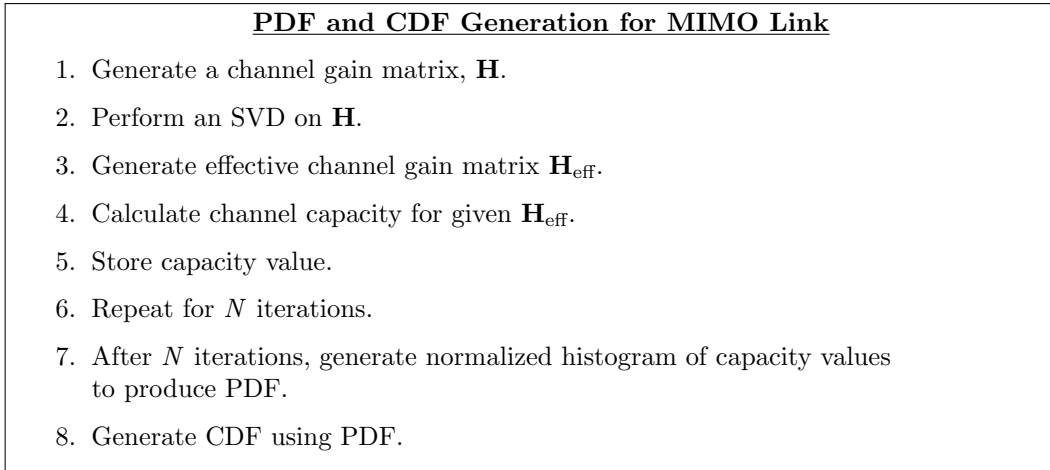 PDF and CDF Generation for MIMO Link
1. Generate a channel gain matrix, H.
2. Perform an SVD on H.
3. Generate effective channel gain matrix Heff.
4. Calculate channel capacity for given Heff.
5. Store capacity value.
6. Repeat for N iterations.
7. After N iterations, generate normalized histogram of capacity values
to produce PDF.
8. Generate CDF using PDF.